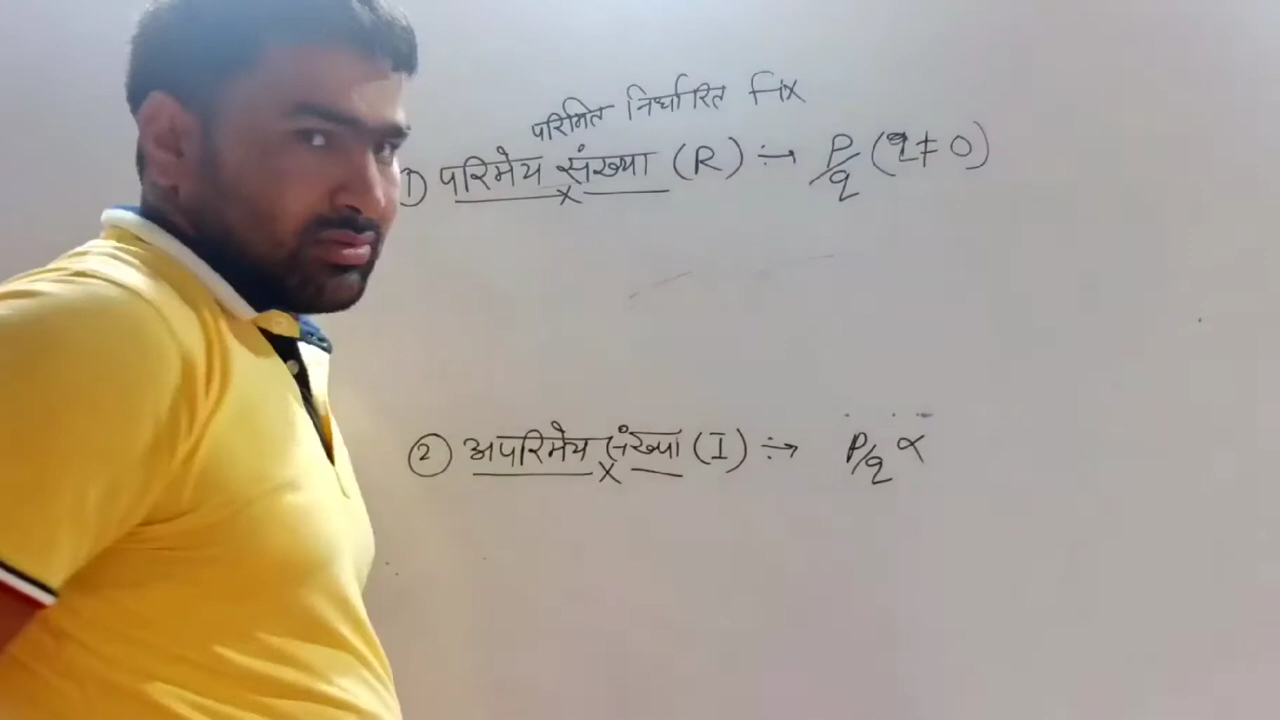 परिमित निर्धारित Fix
1) परिमेय संख्या (R) ÷→ P/q (q≠0)
② अपरिमेय संख्या (I) ÷→ P/q ×